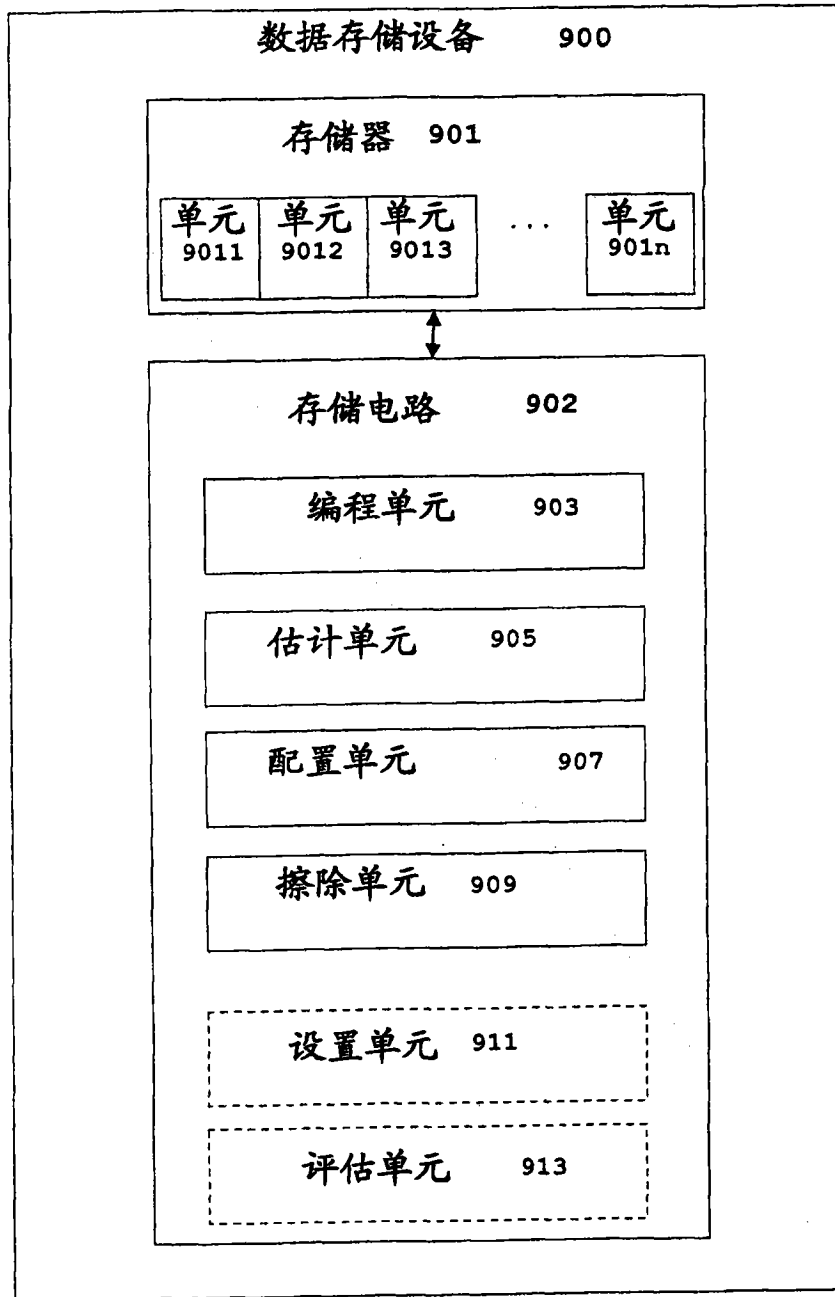 数据存储设备 900
存储器 901
单元 单元 单元 ... 单元
9011 9012 9013 901n
存储电路 902
编程单元 903
估计单元 905
配置单元 907
擦除单元 909
设置单元 911
评估单元 913